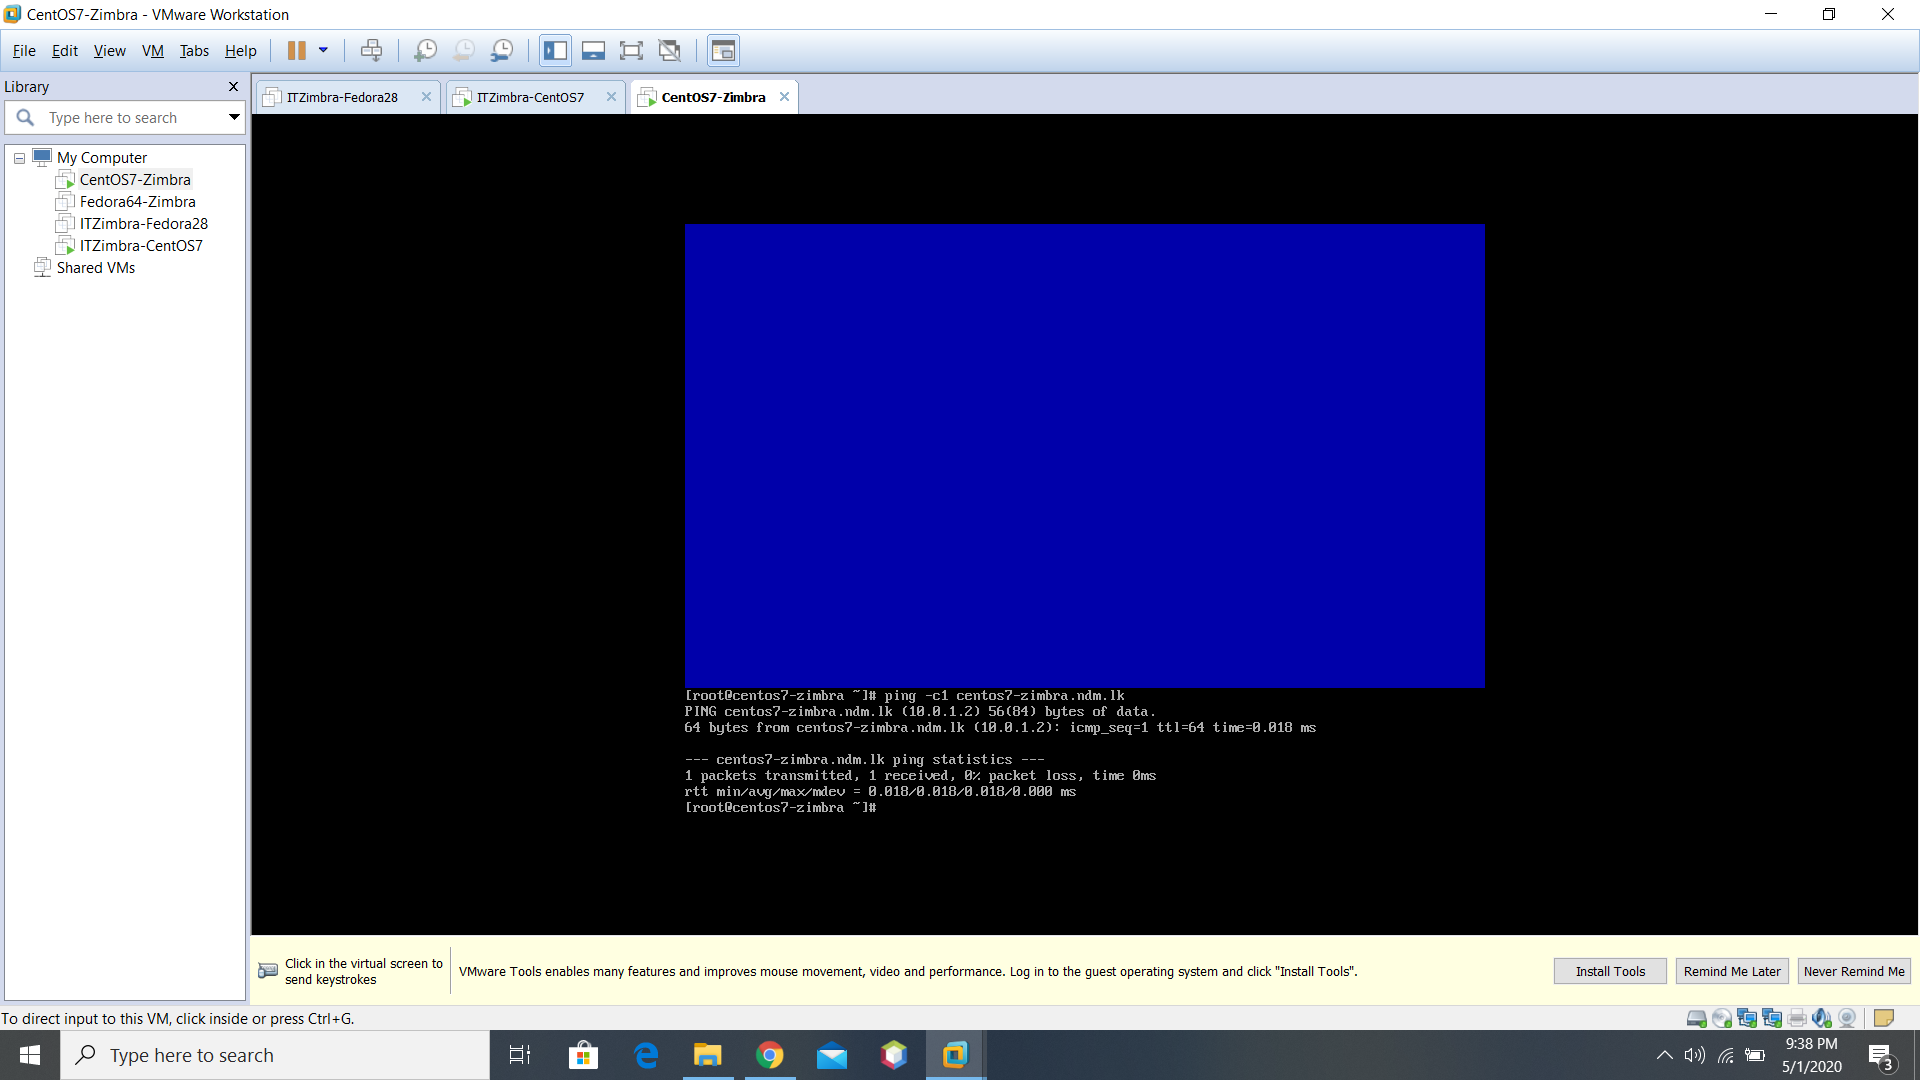 CentOS7-Zimbra - VMware Workstation
File Edit View VM Tabs Help
Library
Type here to search
My Computer
CentOS7-Zimbra
Fedora64-Zimbra
ITZimbra-Fedora28
ITZimbra-CentOS7
Shared VMs
ITZimbra-Fedora28 ITZimbra-CentOS7 CentOS7-Zimbra
[root@centos7-zimbra ~]# ping -c1 centos7-zimbra.ndm.lk
PING centos7-zimbra.ndm.lk (10.0.1.2) 56(84) bytes of data.
64 bytes from centos7-zimbra.ndm.lk (10.0.1.2): icmp_seq=1 ttl=64 time=0.018 ms
--- centos7-zimbra.ndm.lk ping statistics ---
1 packets transmitted, 1 received, 0% packet loss, time 0ms
rtt min/avg/max/mdev = 0.018/0.018/0.018/0.000 ms
[root@centos7-zimbra ~]#
Click in the virtual screen to
send keystrokes
VMware Tools enables many features and improves mouse movement, video and performance. Log in to the guest operating system and click "Install Tools".
Install Tools Remind Me Later Never Remind Me
To direct input to this VM, click inside or press Ctrl+G.
Type here to search
9:38 PM
5/1/2020
3